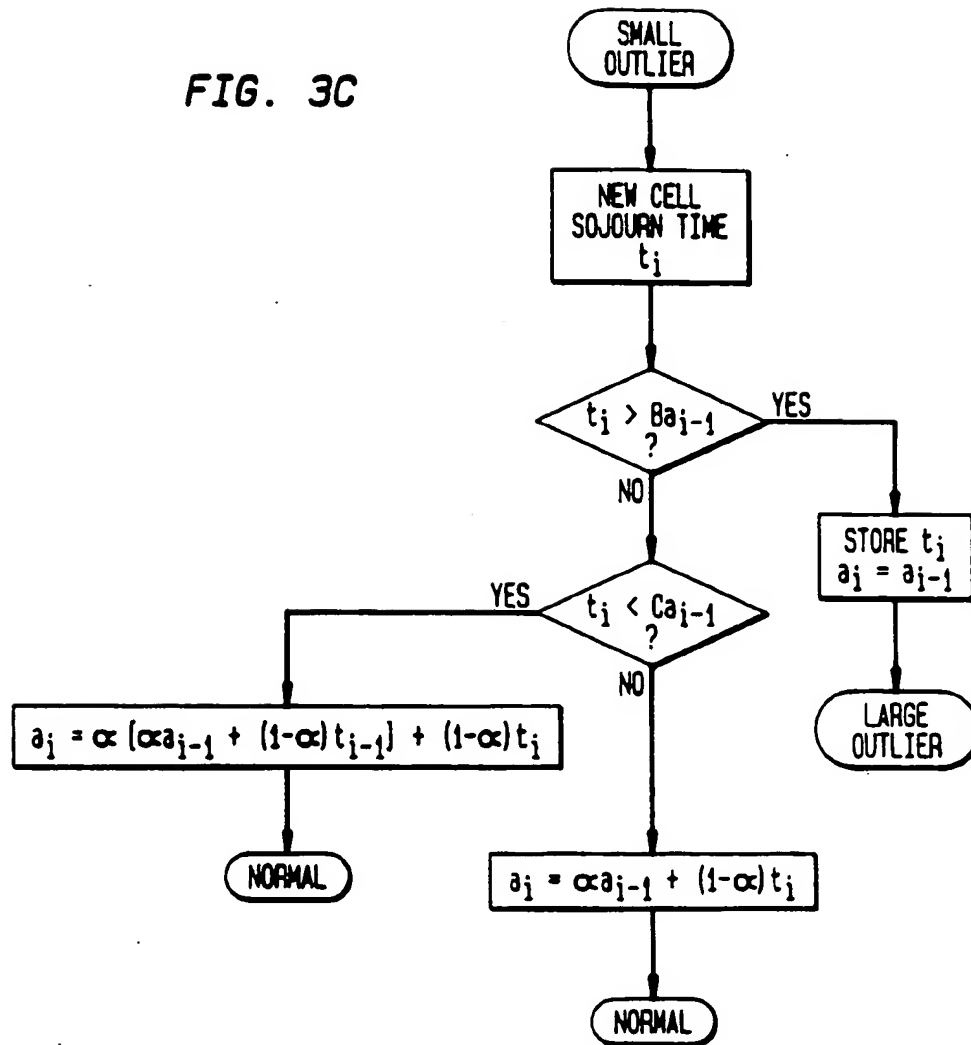 FIG. 3C
SMALL
OUTLIER
NEW CELL
SOJOURN TIME
t_i
t_i > Ba_{i-1}
?
YES
NO
STORE t_i
a_i = a_{i-1}
LARGE
OUTLIER
t_i < Ca_{i-1}
?
YES
NO
a_i = α [αa_{i-1} + (1-α)t_{i-1}] + (1-α)t_i
NORMAL
a_i = αa_{i-1} + (1-α)t_i
NORMAL